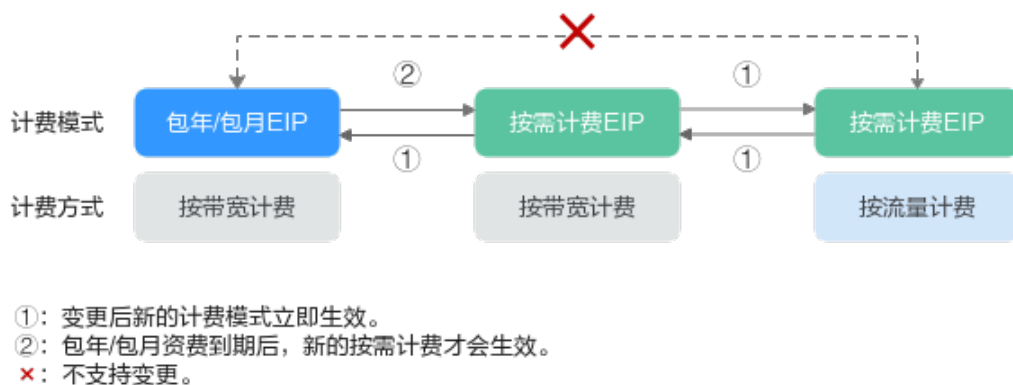 ② ①
计费模式 包年/包月EIP 按需计费EIP 按需计费EIP
① ①
计费方式 按带宽计费 按带宽计费 按流量计费
①：变更后新的计费模式立即生效。
②：包年/包月资费到期后，新的按需计费才会生效。
×：不支持变更。